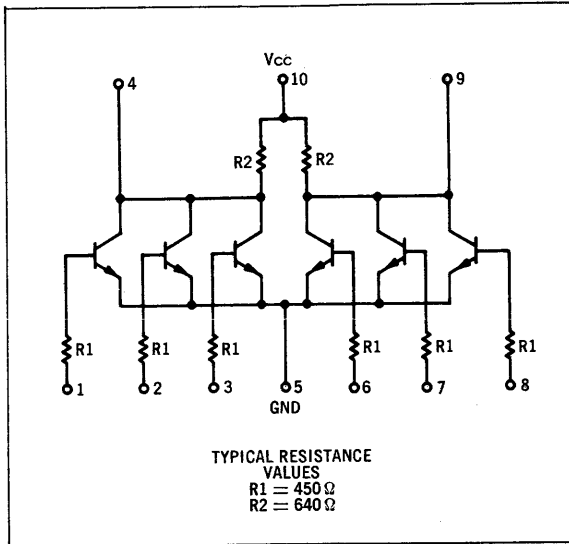 Vcc
4
10
9
R2
R2
R1
R1
R1
R1
R1
R1
1
2
3
5
6
7
8
GND
TYPICAL RESISTANCE
VALUES
R1 = 450 Ω
R2 = 640 Ω